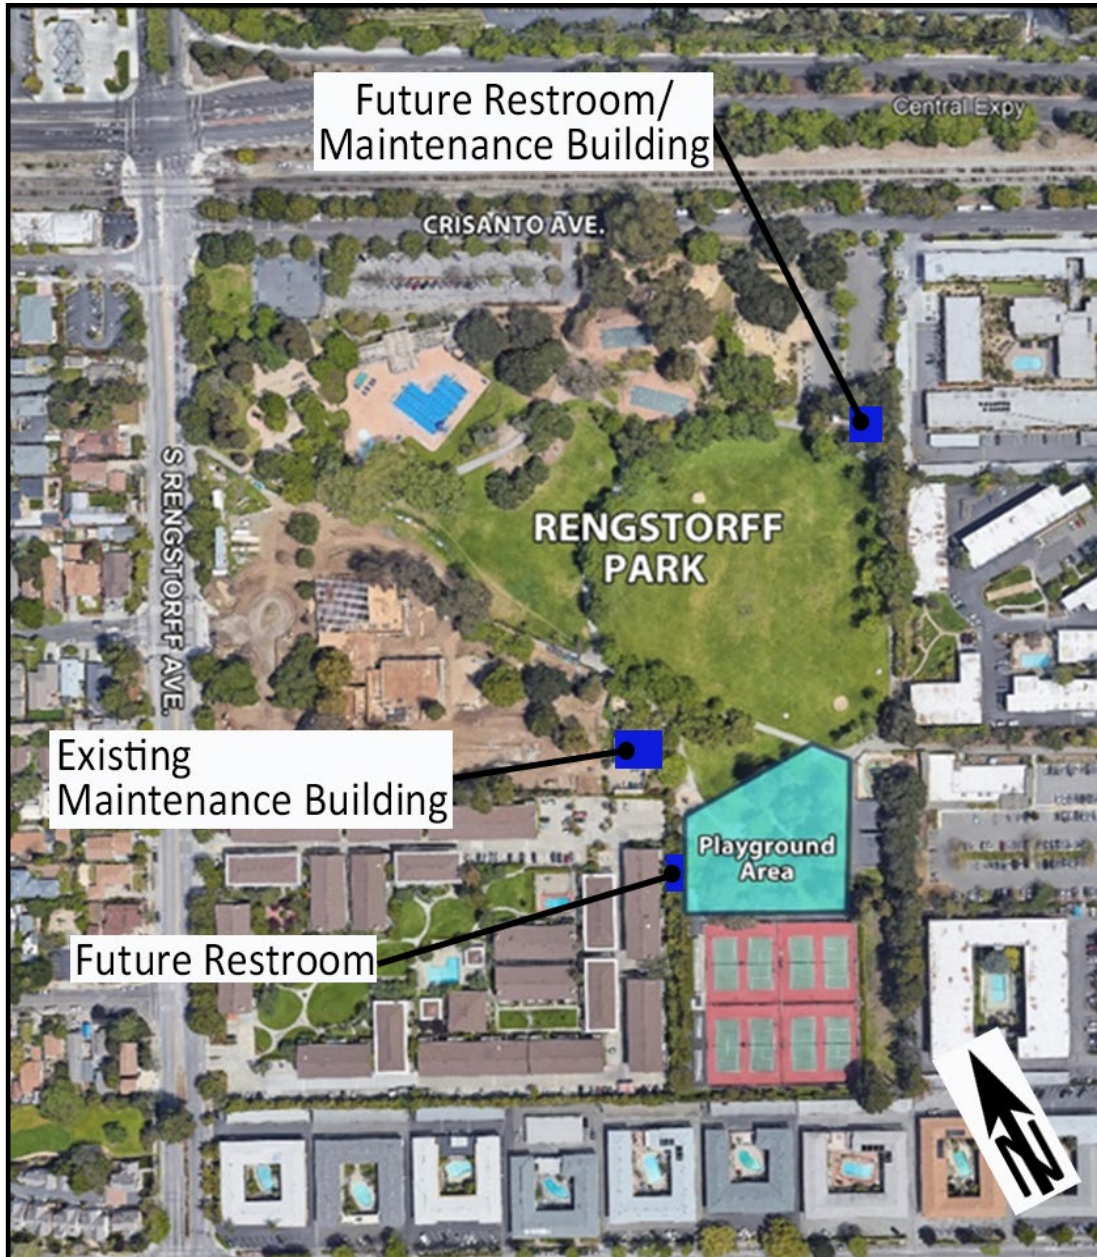 Future Restroom/
Maintenance Building
Central Expy
CRISANTO AVE.
S RENGSTORFF AVE.
RENGSTORFF
PARK
Existing
Maintenance Building
Playground
Area
Future Restroom
N